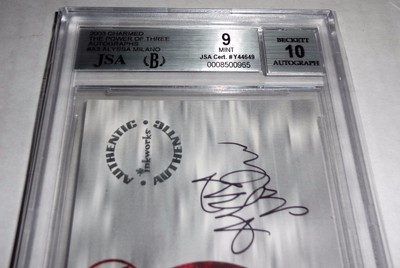 2003 CHARMED
THE POWER OF THREE
AUTOGRAPHS
#A3 ALYSSA MILANO
JSA
B
9
MINT
JSA Cert. #Y44649
0008500965
BECKETT
10
AUTOGRAPH
AUTHENTIC
inkworks
AUTHENTIC